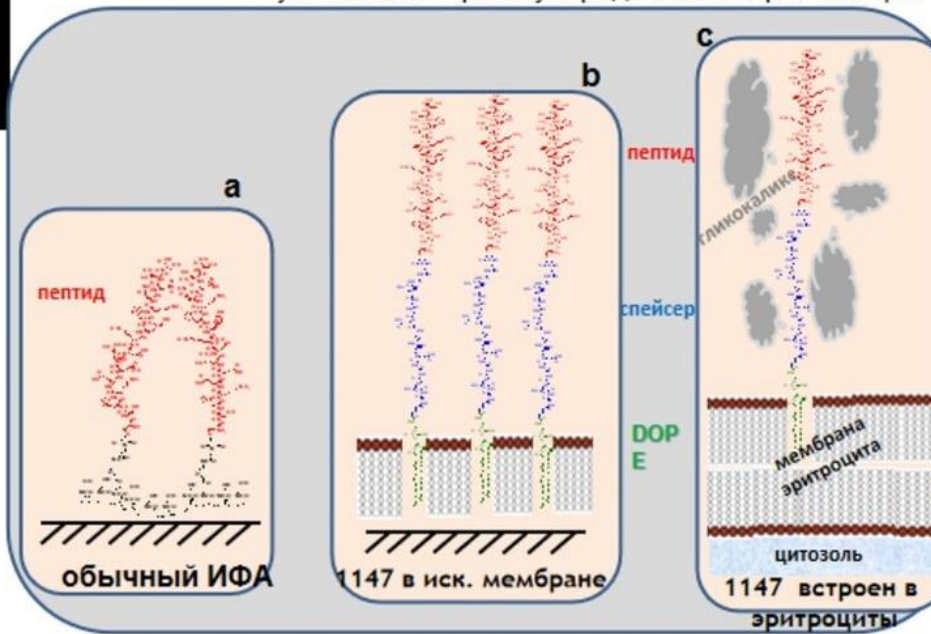 a
пептид
обычный ИФА
b
1147 в иск. мембране
пептид
спейсер
DOP
E
c
гликокаликс
мембрана
эритроцита
цитозоль
1147 встроен в
эритроциты